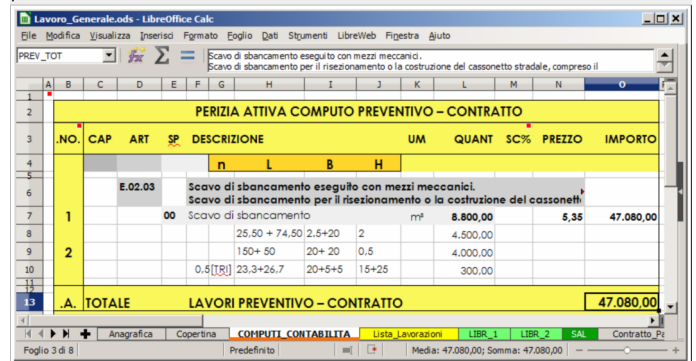 Lavoro_Generale.ods - LibreOffice Calc
File Modifica Visualizza Inserisci Formato Foglio Dati Strumenti LibreWeb Finestra Aiuto
PREV_TOT
Scavo di sbancamento eseguito con mezzi meccanici.
Scavo di sbancamento per il risezionamento o la costruzione del cassonetto stradale, compreso il
A B C D E F G H I J K L M N O
1
2 PERIZIA ATTIVA COMPUTO PREVENTIVO – CONTRATTO
3 .NO. CAP ART SP DESCRIZIONE UM QUANT SC% PREZZO IMPORTO
4 n L B H
5
6 E.02.03 Scavo di sbancamento eseguito con mezzi meccanici.
Scavo di sbancamento per il risezionamento o la costruzione del cassonett
7 1 00 Scavo di sbancamento m³ 8.800,00 5,35 47.080,00
8 25,50 + 74,50 2.5+20 2 4.500,00
9 2 150+ 50 20+ 20 0,5 4.000,00
10 0,5 [TRI] 23,3+26,7 20+5+5 15+25 300,00
11
12
13 .A. TOTALE LAVORI PREVENTIVO – CONTRATTO 47.080,00
Anagrafica Copertina COMPUTI_CONTABILITA Lista_Lavorazioni LIBR_1 LIBR_2 SAL Contratto_Pa
Foglio 3 di 8 Predefinito Media: 47.080,00; Somma: 47.080,00